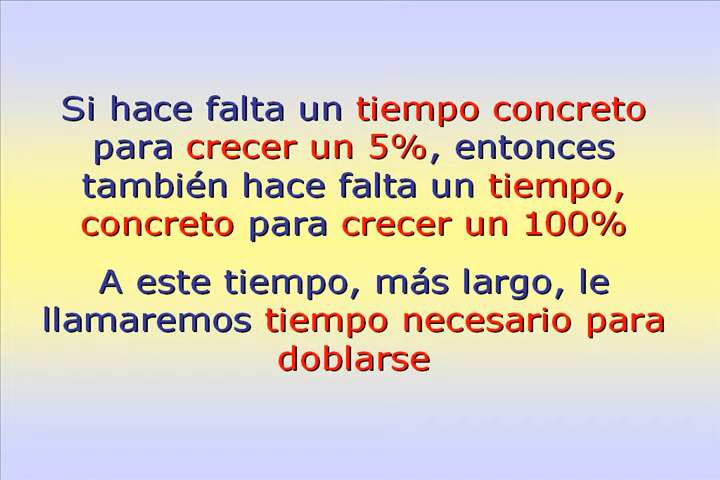 Si hace falta un tiempo concreto
para crecer un 5%, entonces
también hace falta un tiempo,
concreto para crecer un 100%
A este tiempo, más largo, le
llamaremos tiempo necesario para
doblarse